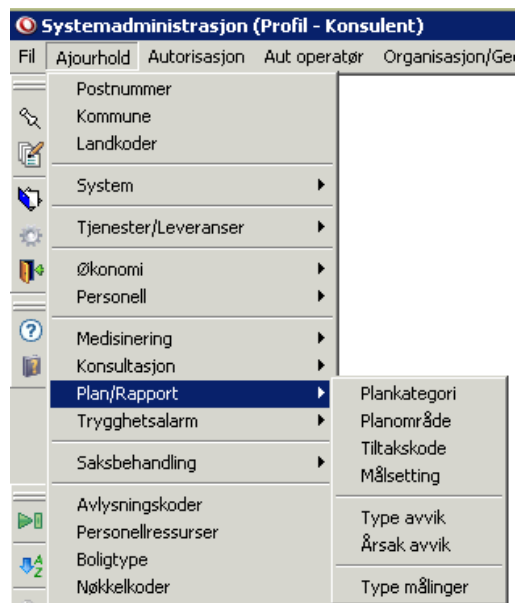 Systemadministrasjon (Profil - Konsulent)
Fil Ajourhold Autorisasjon Aut operatør Organisasjon/Geo
Postnummer
Kommune
Landkoder
System
Tjenester/Leveranser
Økonomi
Personell
Medisinering
Konsultasjon
Plan/Rapport
Trygghetsalarm
Saksbehandling
Avlysningskoder
Personellressurser
Boligtype
Nøkkelkoder
Plankategori
Planområde
Tiltakskode
Målsetting
Type avvik
Årsak avvik
Type målinger